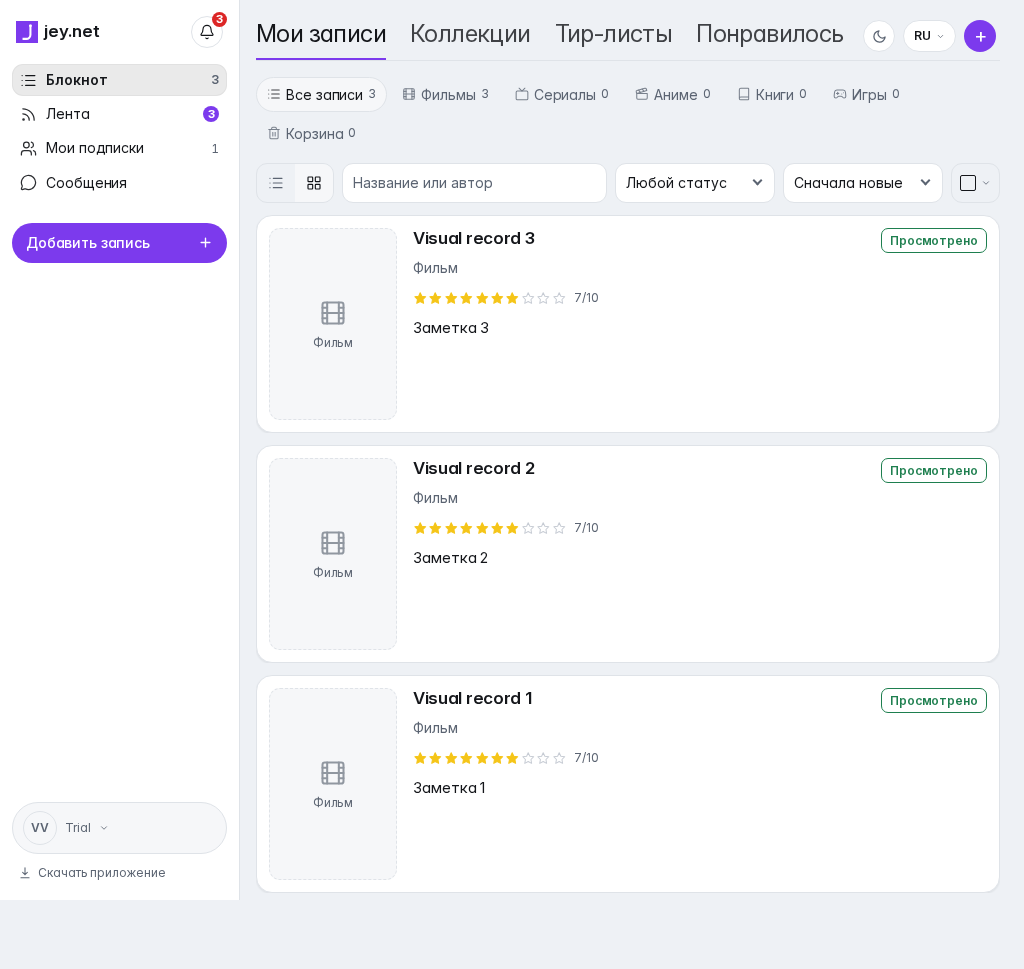 jey.net 3
Блокнот 3
Лента 3
Мои подписки 1
Сообщения
Добавить запись +
VV Trial
Скачать приложение
Мои записи Коллекции Тир-листы Понравилось RU +
Все записи 3 Фильмы 3 Сериалы 0 Аниме 0 Книги 0 Игры 0
Корзина 0
Название или автор Любой статус Сначала новые
Visual record 3 Просмотрено
Фильм
7/10
Заметка 3
Фильм
Visual record 2 Просмотрено
Фильм
7/10
Заметка 2
Фильм
Visual record 1 Просмотрено
Фильм
7/10
Заметка 1
Фильм